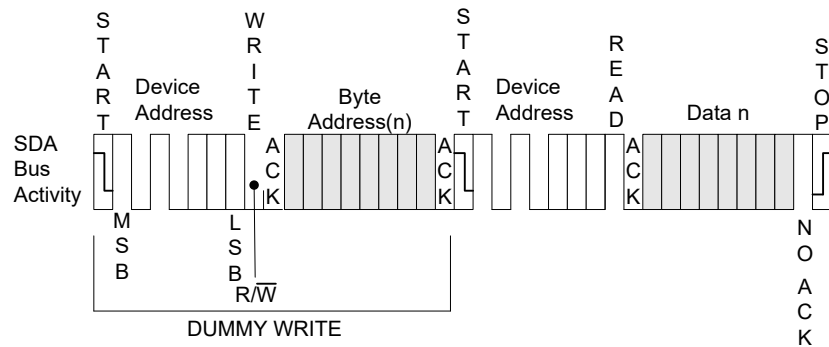 START
WRITE
START
READ
STOP
Device
Address
Byte
Address(n)
Device
Address
Data n
SDA
Bus
Activity
ACK
ACK
ACK
MSB
LSB
NO ACK
R/W̅
DUMMY WRITE